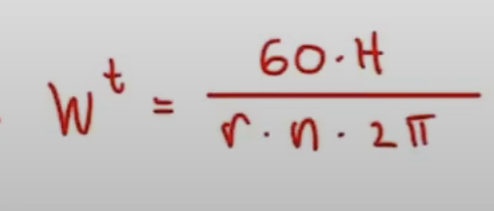 W^t = 60·H / r·n·2π